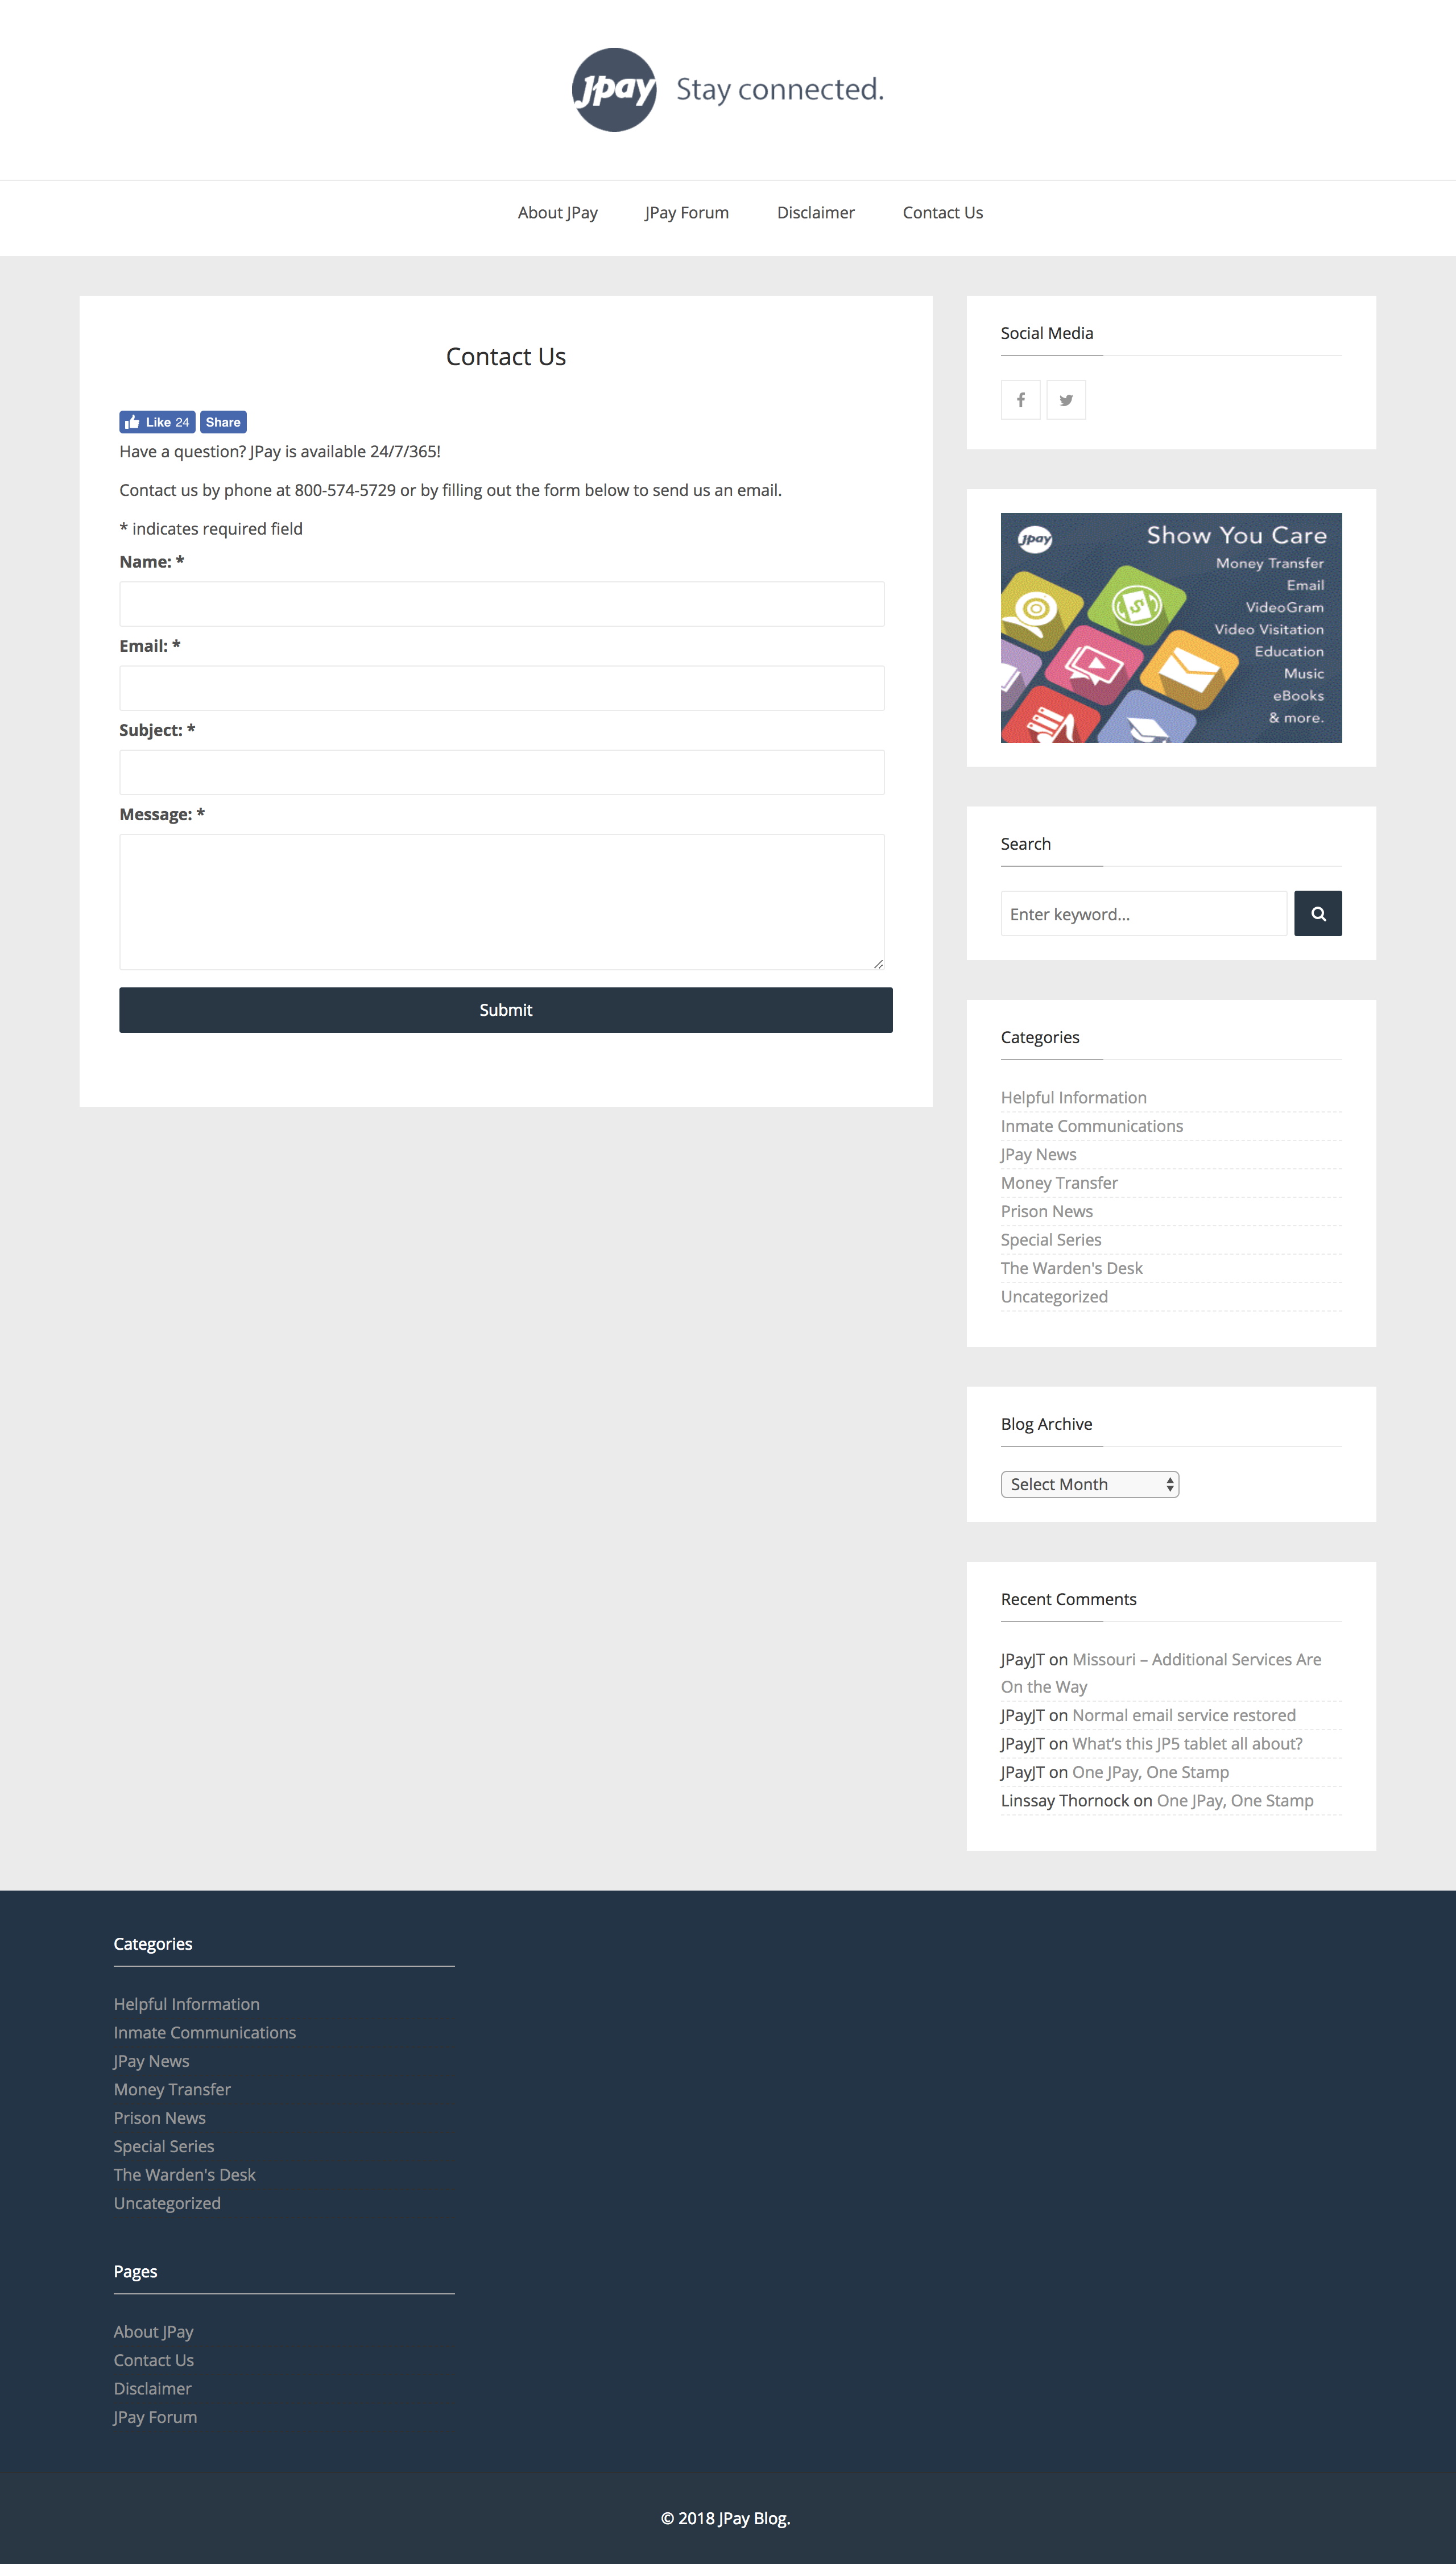 jpay Stay connected.
About JPay JPay Forum Disclaimer Contact Us
Contact Us
Like 24 Share
Have a question? JPay is available 24/7/365!
Contact us by phone at 800-574-5729 or by filling out the form below to send us an email.
* indicates required field
Name: *
Email: *
Subject: *
Message: *
Submit
Social Media
jpay
Show You Care
Money Transfer
Email
VideoGram
Video Visitation
Education
Music
eBooks
& more.
Search
Enter keyword...
Categories
Helpful Information
Inmate Communications
JPay News
Money Transfer
Prison News
Special Series
The Warden's Desk
Uncategorized
Blog Archive
Select Month
Recent Comments
JPayJT on Missouri – Additional Services Are
On the Way
JPayJT on Normal email service restored
JPayJT on What’s this JP5 tablet all about?
JPayJT on One JPay, One Stamp
Linssay Thornock on One JPay, One Stamp
Categories
Helpful Information
Inmate Communications
JPay News
Money Transfer
Prison News
Special Series
The Warden's Desk
Uncategorized
Pages
About JPay
Contact Us
Disclaimer
JPay Forum
© 2018 JPay Blog.